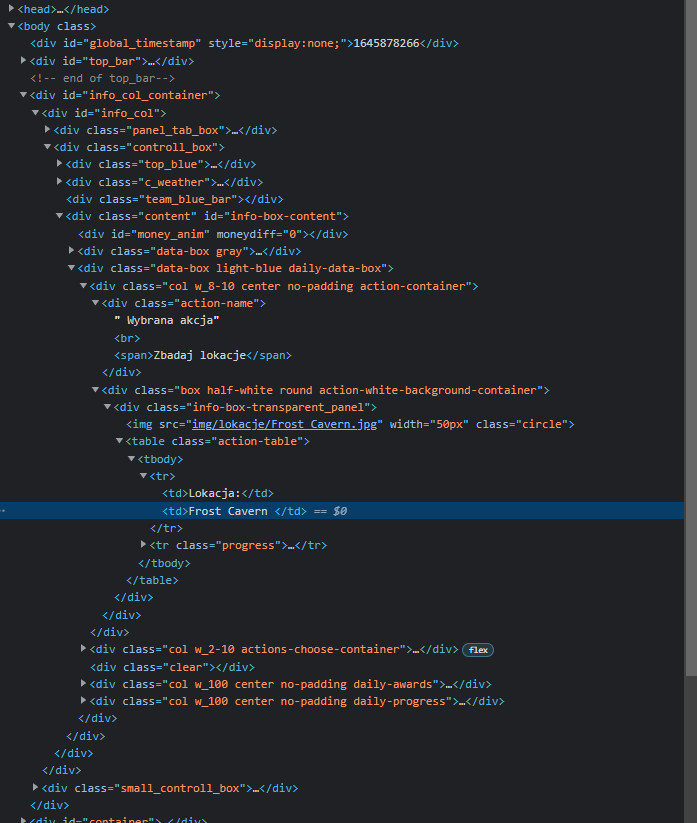 <head>…</head>
<body class>
<div id="global_timestamp" style="display:none;">1645878266</div>
<div id="top_bar">…</div>
<!-- end of top_bar-->
<div id="info_col_container">
<div id="info_col">
<div class="panel_tab_box">…</div>
<div class="controll_box">
<div class="top_blue">…</div>
<div class="c_weather">…</div>
<div class="team_blue_bar"></div>
<div class="content" id="info-box-content">
<div id="money_anim" moneydiff="0"></div>
<div class="data-box gray">…</div>
<div class="data-box light-blue daily-data-box">
<div class="col w_8-10 center no-padding action-container">
<div class="action-name">
" Wybrana akcja"
<br>
<span>Zbadaj lokacje</span>
</div>
<div class="box half-white round action-white-background-container">
<div class="info-box-transparent_panel">
<img src="img/lokacje/Frost Cavern.jpg" width="50px" class="circle">
<table class="action-table">
<tbody>
<tr>
<td>Lokacja:</td>
<td>Frost Cavern </td> == $0
</tr>
<tr class="progress">…</tr>
</tbody>
</table>
</div>
</div>
</div>
<div class="col w_2-10 actions-choose-container">…</div> flex
<div class="clear"></div>
<div class="col w_100 center no-padding daily-awards">…</div>
<div class="col w_100 center no-padding daily-progress">…</div>
</div>
</div>
</div>
</div>
<div class="small_controll_box">…</div>
</div>
<div id="container">…</div>